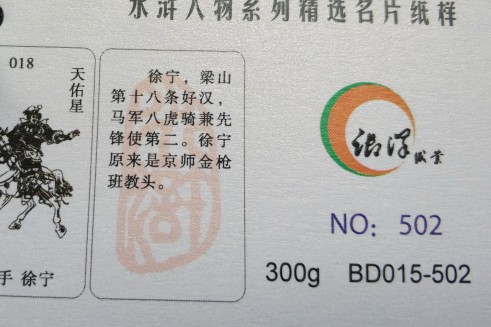 水浒人物系列精选名片纸样
018
天佑星
手 徐宁
徐宁，梁山
第十八条好汉，
马军八虎骑兼先
锋使第二。徐宁
原来是京师金枪
班教头。
NO: 502
300g BD015-502